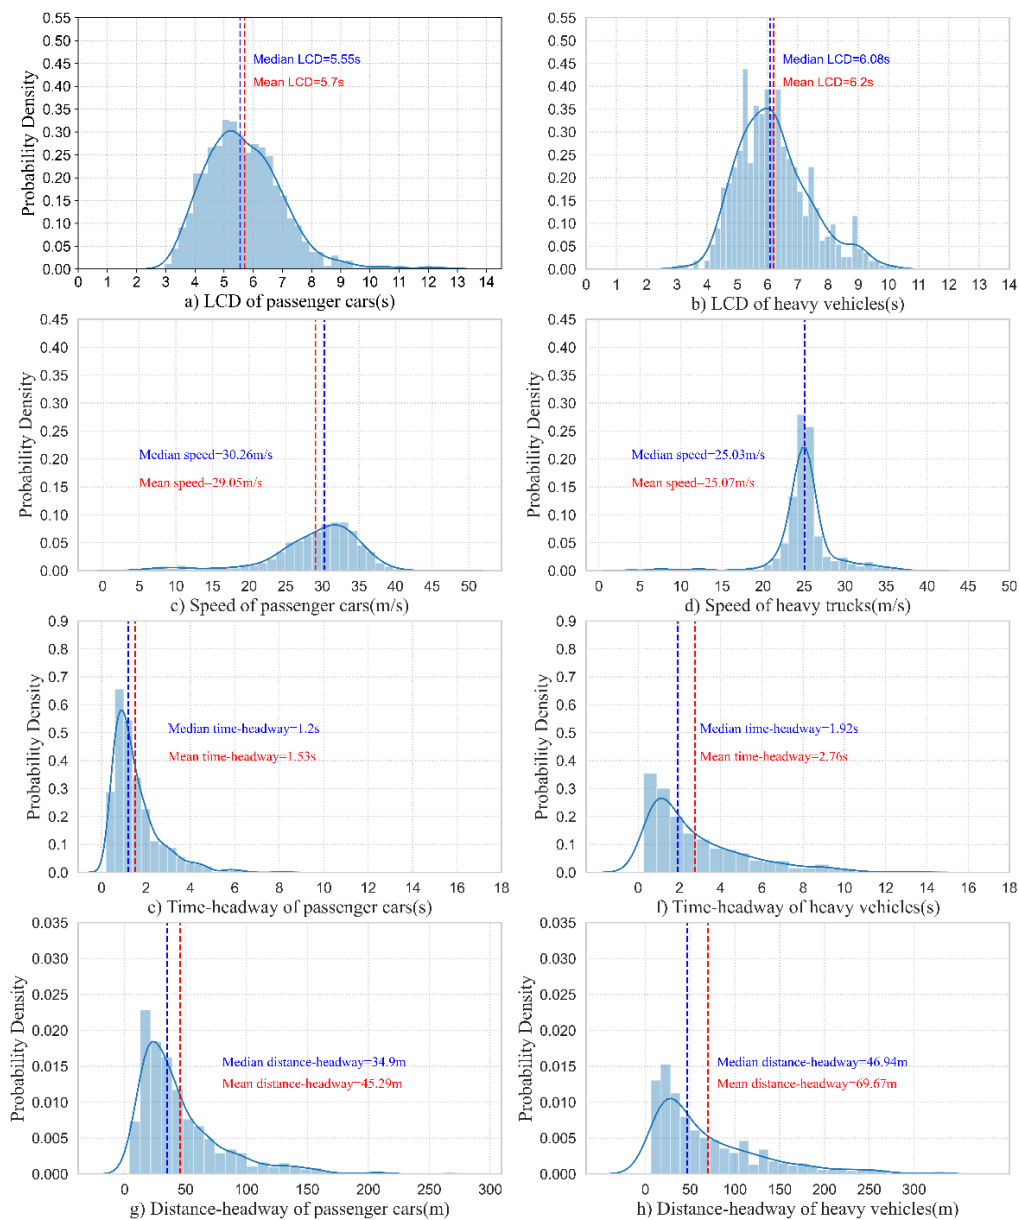 0.55
0.50
0.45
0.40
0.35
0.30
0.25
0.20
0.15
0.10
0.05
0.00
Probability Density
Median LCD=5.55s
Mean LCD=5.7s
0 1 2 3 4 5 6 7 8 9 10 11 12 13 14
a) LCD of passenger cars(s)
0.55
0.50
0.45
0.40
0.35
0.30
0.25
0.20
0.15
0.10
0.05
0.00
Probability Density
Median LCD=6.08s
Mean LCD=6.2s
0 1 2 3 4 5 6 7 8 9 10 11 12 13 14
b) LCD of heavy vehicles(s)
0.45
0.40
0.35
0.30
0.25
0.20
0.15
0.10
0.05
0.00
Probability Density
Median speed=30.26m/s
Mean speed=29.05m/s
0 5 10 15 20 25 30 35 40 45 50
c) Speed of passenger cars(m/s)
0.45
0.40
0.35
0.30
0.25
0.20
0.15
0.10
0.05
0.00
Probability Density
Median speed=25.03m/s
Mean speed=25.07m/s
0 5 10 15 20 25 30 35 40 45 50
d) Speed of heavy trucks(m/s)
0.9
0.8
0.7
0.6
0.5
0.4
0.3
0.2
0.1
0.0
Probability Density
Median time-headway=1.2s
Mean time-headway=1.53s
0 2 4 6 8 10 12 14 16 18
e) Time-headway of passenger cars(s)
0.9
0.8
0.7
0.6
0.5
0.4
0.3
0.2
0.1
0.0
Probability Density
Median time-headway=1.92s
Mean time-headway=2.76s
0 2 4 6 8 10 12 14 16 18
f) Time-headway of heavy vehicles(s)
0.035
0.030
0.025
0.020
0.015
0.010
0.005
0.000
Probability Density
Median distance-headway=34.9m
Mean distance-headway=45.29m
0 50 100 150 200 250 300
g) Distance-headway of passenger cars(m)
0.035
0.030
0.025
0.020
0.015
0.010
0.005
0.000
Probability Density
Median distance-headway=46.94m
Mean distance-headway=69.67m
0 50 100 150 200 250 300
h) Distance-headway of heavy vehicles(m)